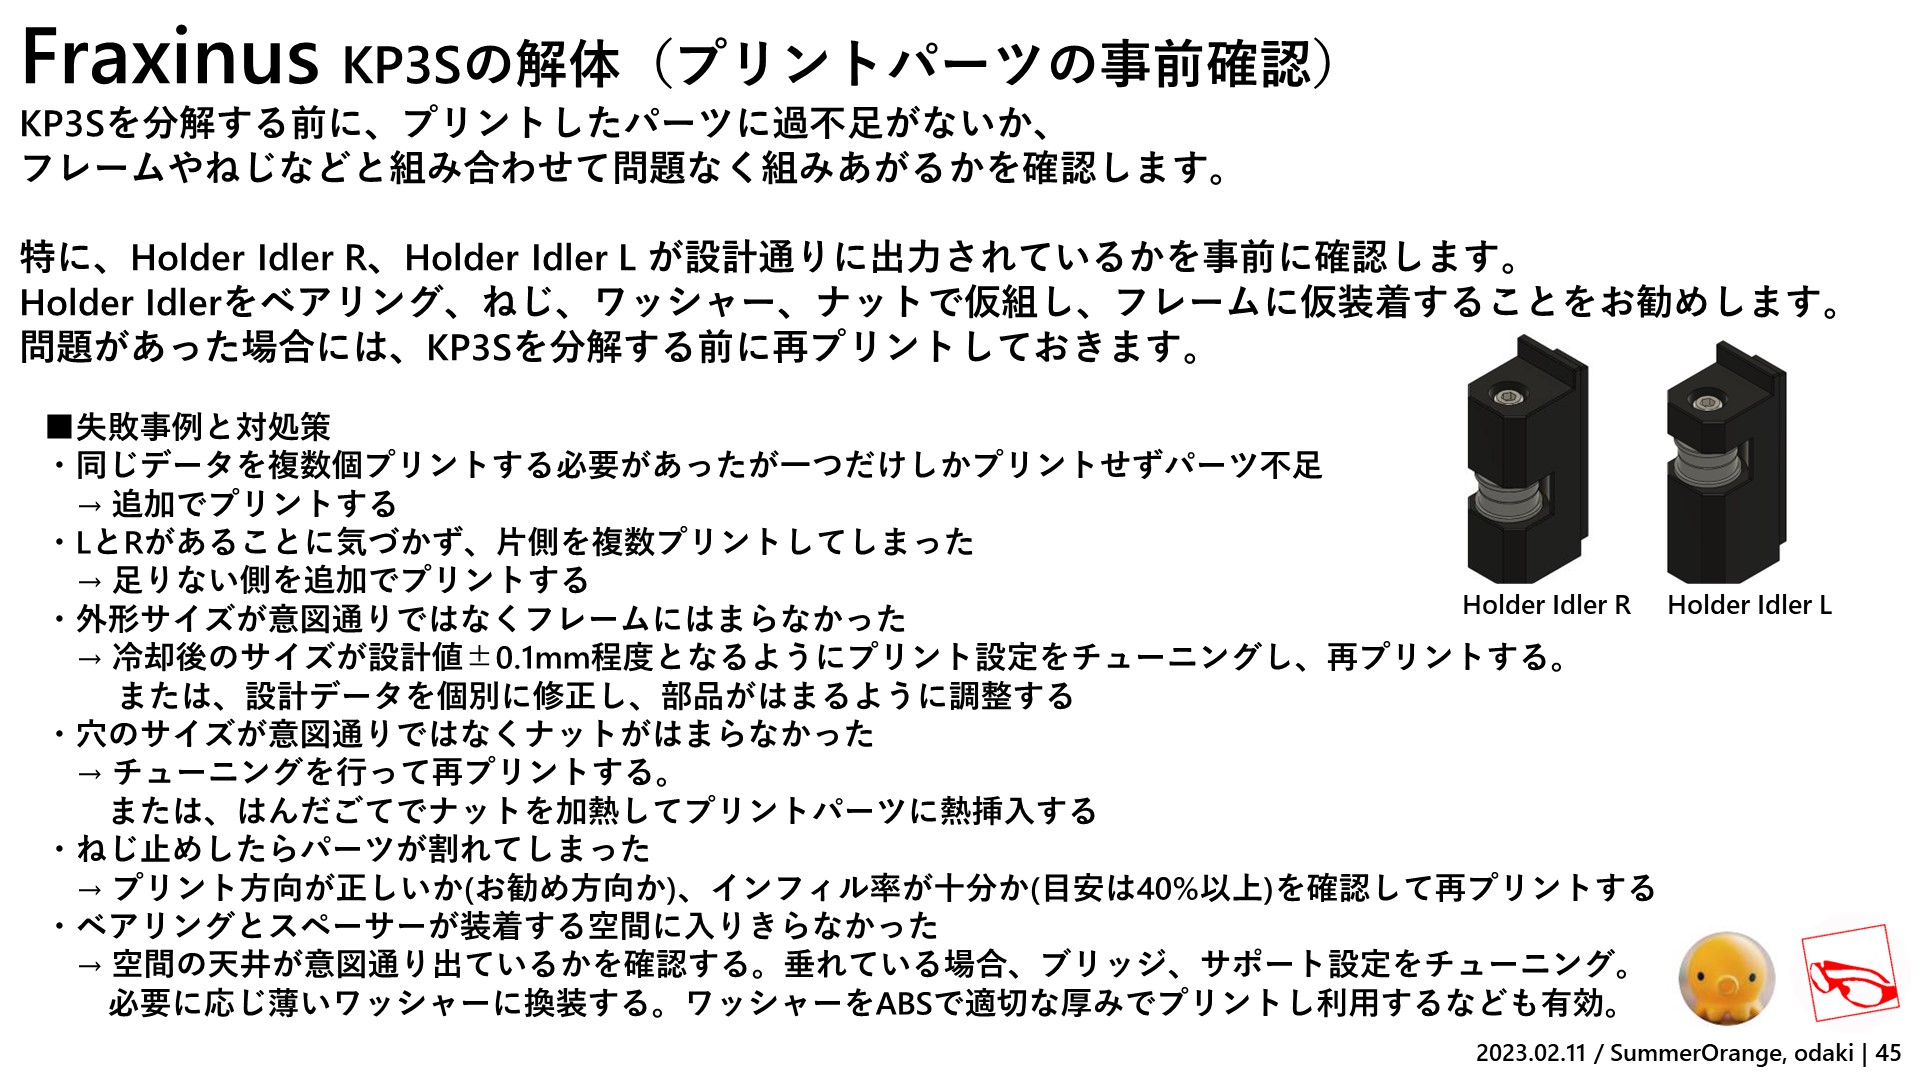 Fraxinus KP3Sの解体（プリントパーツの事前確認）
KP3Sを分解する前に、プリントしたパーツに過不足がないか、
フレームやねじなどと組み合わせて問題なく組みあがるかを確認します。
特に、Holder Idler R、Holder Idler L が設計通りに出力されているかを事前に確認します。
Holder Idlerをベアリング、ねじ、ワッシャー、ナットで仮組し、フレームに仮装着することをお勧めします。
問題があった場合には、KP3Sを分解する前に再プリントしておきます。
■失敗事例と対処策
・同じデータを複数個プリントする必要があったが一つだけしかプリントせずパーツ不足
→ 追加でプリントする
・LとRがあることに気づかず、片側を複数プリントしてしまった
→ 足りない側を追加でプリントする
・外形サイズが意図通りではなくフレームにはまらなかった
→ 冷却後のサイズが設計値±0.1mm程度となるようにプリント設定をチューニングし、再プリントする。
または、設計データを個別に修正し、部品がはまるように調整する
・穴のサイズが意図通りではなくナットがはまらなかった
→ チューニングを行って再プリントする。
または、はんだごてでナットを加熱してプリントパーツに熱挿入する
・ねじ止めしたらパーツが割れてしまった
→ プリント方向が正しいか(お勧め方向か)、インフィル率が十分か(目安は40%以上)を確認して再プリントする
・ベアリングとスペーサーが装着する空間に入りきらなかった
→ 空間の天井が意図通り出ているかを確認する。垂れている場合、ブリッジ、サポート設定をチューニング。
必要に応じ薄いワッシャーに換装する。ワッシャーをABSで適切な厚みでプリントし利用するなども有効。
Holder Idler R
Holder Idler L
2023.02.11 / SummerOrange, odaki | 45